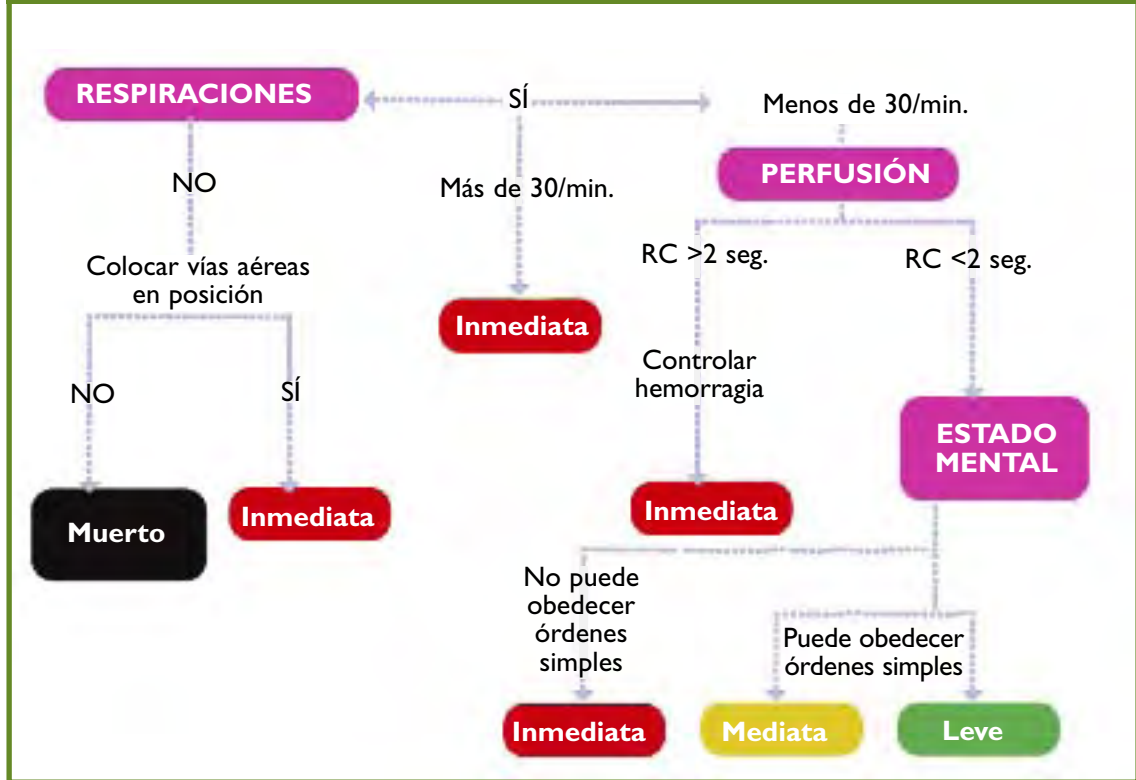 RESPIRACIONES
SÍ
Menos de 30/min.
NO
Más de 30/min.
PERFUSIÓN
Colocar vías aéreas
en posición
RC >2 seg.
RC <2 seg.
Inmediata
NO
SÍ
Controlar
hemorragia
ESTADO
MENTAL
Muerto
Inmediata
Inmediata
No puede
obedecer
órdenes
simples
Puede obedecer
órdenes simples
Inmediata
Mediata
Leve